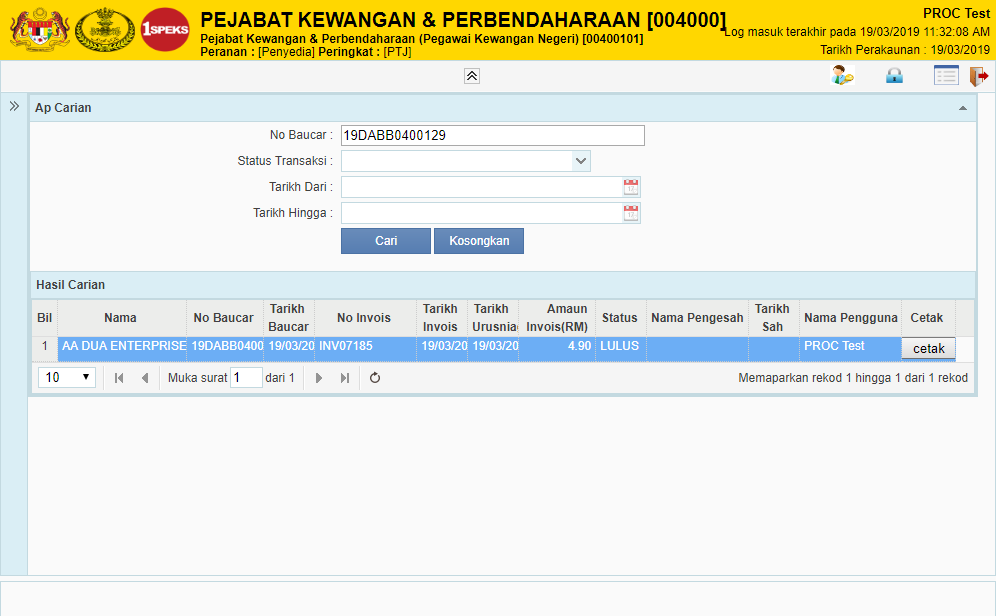 1SPEKS
PEJABAT KEWANGAN & PERBENDAHARAAN [004000]
Pejabat Kewangan & Perbendaharaan (Pegawai Kewangan Negeri) [00400101]
Peranan : [Penyedia] Peringkat : [PTJ]
PROC Test
Log masuk terakhir pada 19/03/2019 11:32:08 AM
Tarikh Perakaunan : 19/03/2019
Ap Carian
No Baucar : 19DABB0400129
Status Transaksi :
Tarikh Dari :
Tarikh Hingga :
Cari Kosongkan
Hasil Carian
Bil Nama No Baucar Tarikh Baucar No Invois Tarikh Invois Tarikh Urusnia Amaun Invois(RM) Status Nama Pengesah Tarikh Sah Nama Pengguna Cetak
1 AA DUA ENTERPRISE 19DABB0400 19/03/20 INV07185 19/03/20 19/03/20 4.90 LULUS PROC Test cetak
10 Muka surat 1 dari 1 Memaparkan rekod 1 hingga 1 dari 1 rekod